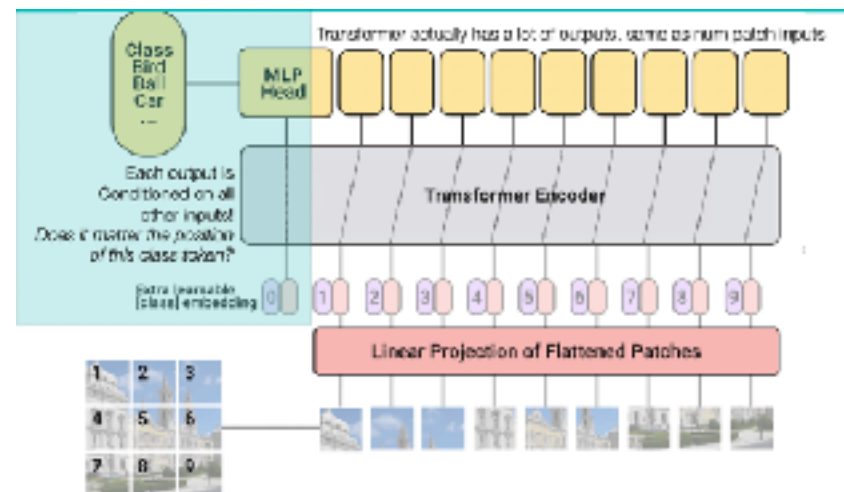 Transformer actually has a lot of outputs, same as num patch inputs
Class
Bird
Ball
Car
...
MLP
Head
Each output is
Conditioned on all
other inputs!
Does it matter the position
of this class token?
Transformer Encoder
Extra learnable
[class] embedding
0 1 2 3 4 5 6 7 8 9
Linear Projection of Flattened Patches
1 2 3
4 5 6
7 8 9